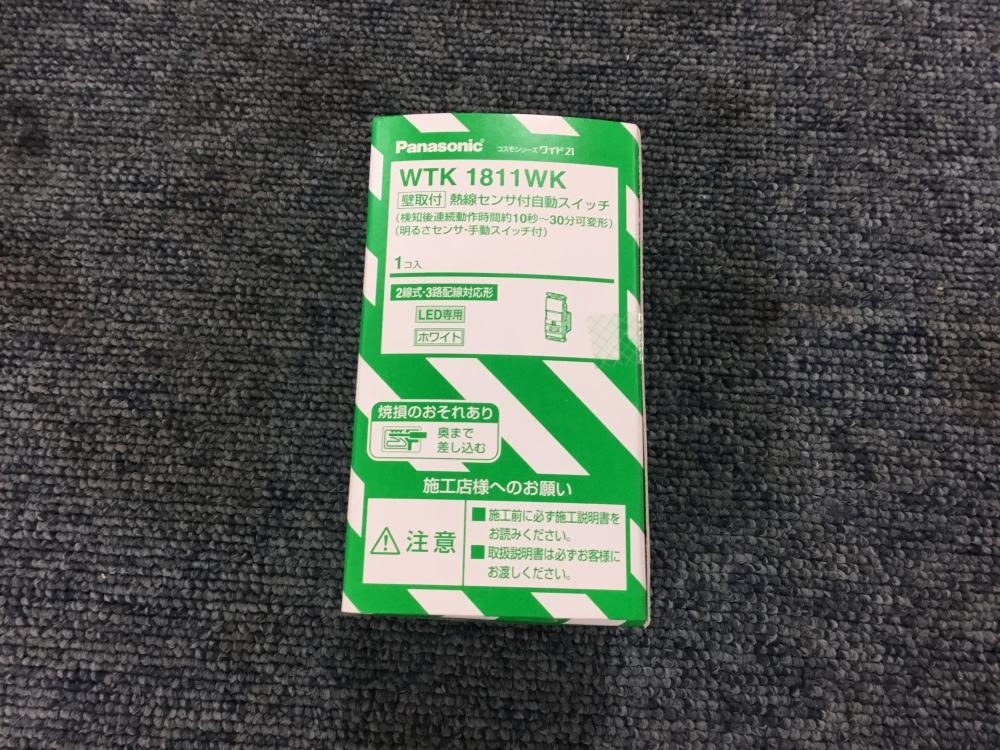 Panasonic コスモシリーズ ワイド21
WTK 1811WK
壁取付 熱線センサ付自動スイッチ
(検知後連続動作時間約10秒～30分可変形)
(明るさセンサ・手動スイッチ付)
1コ入
2線式・3路配線対応形
LED専用
ホワイト
焼損のおそれあり
奥まで
差し込む
施工店様へのお願い
注意
■施工前に必ず施工説明書を
お読みください。
■取扱説明書は必ずお客様に
お渡しください。